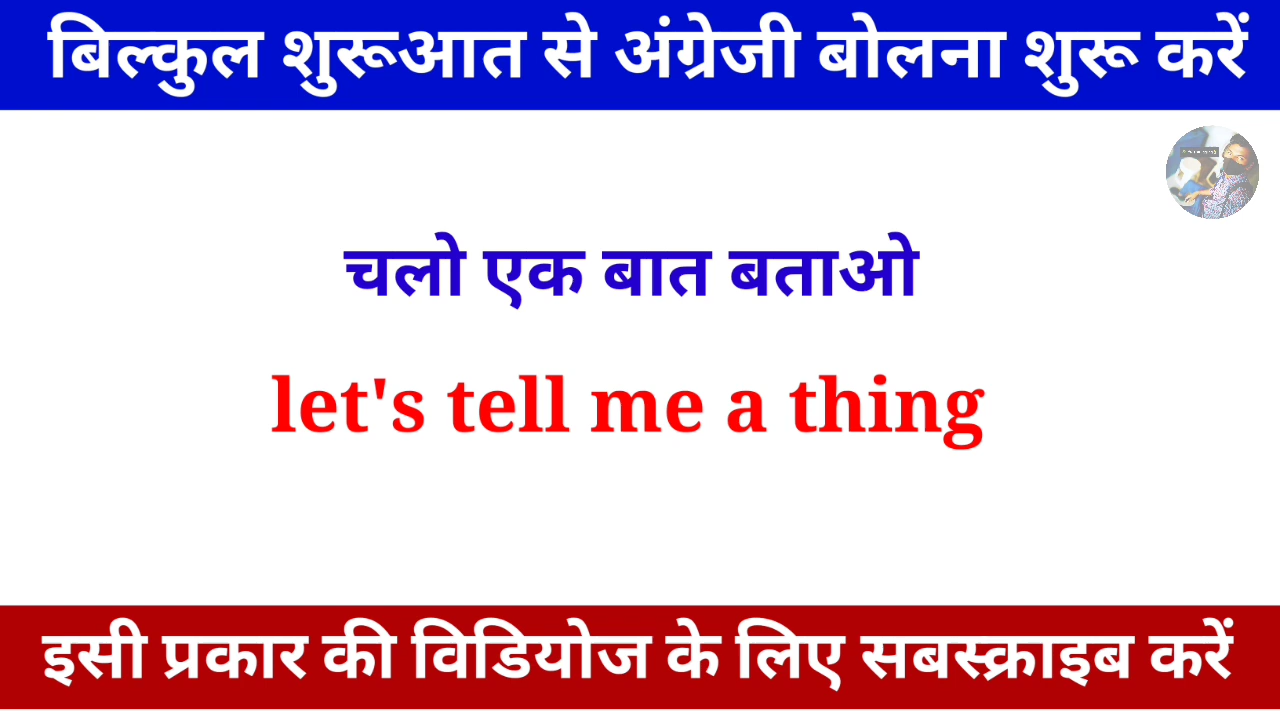 बिल्कुल शुरूआत से अंग्रेजी बोलना शुरू करें
चलो एक बात बताओ
let's tell me a thing
इसी प्रकार की विडियोज के लिए सबस्क्राइब करें